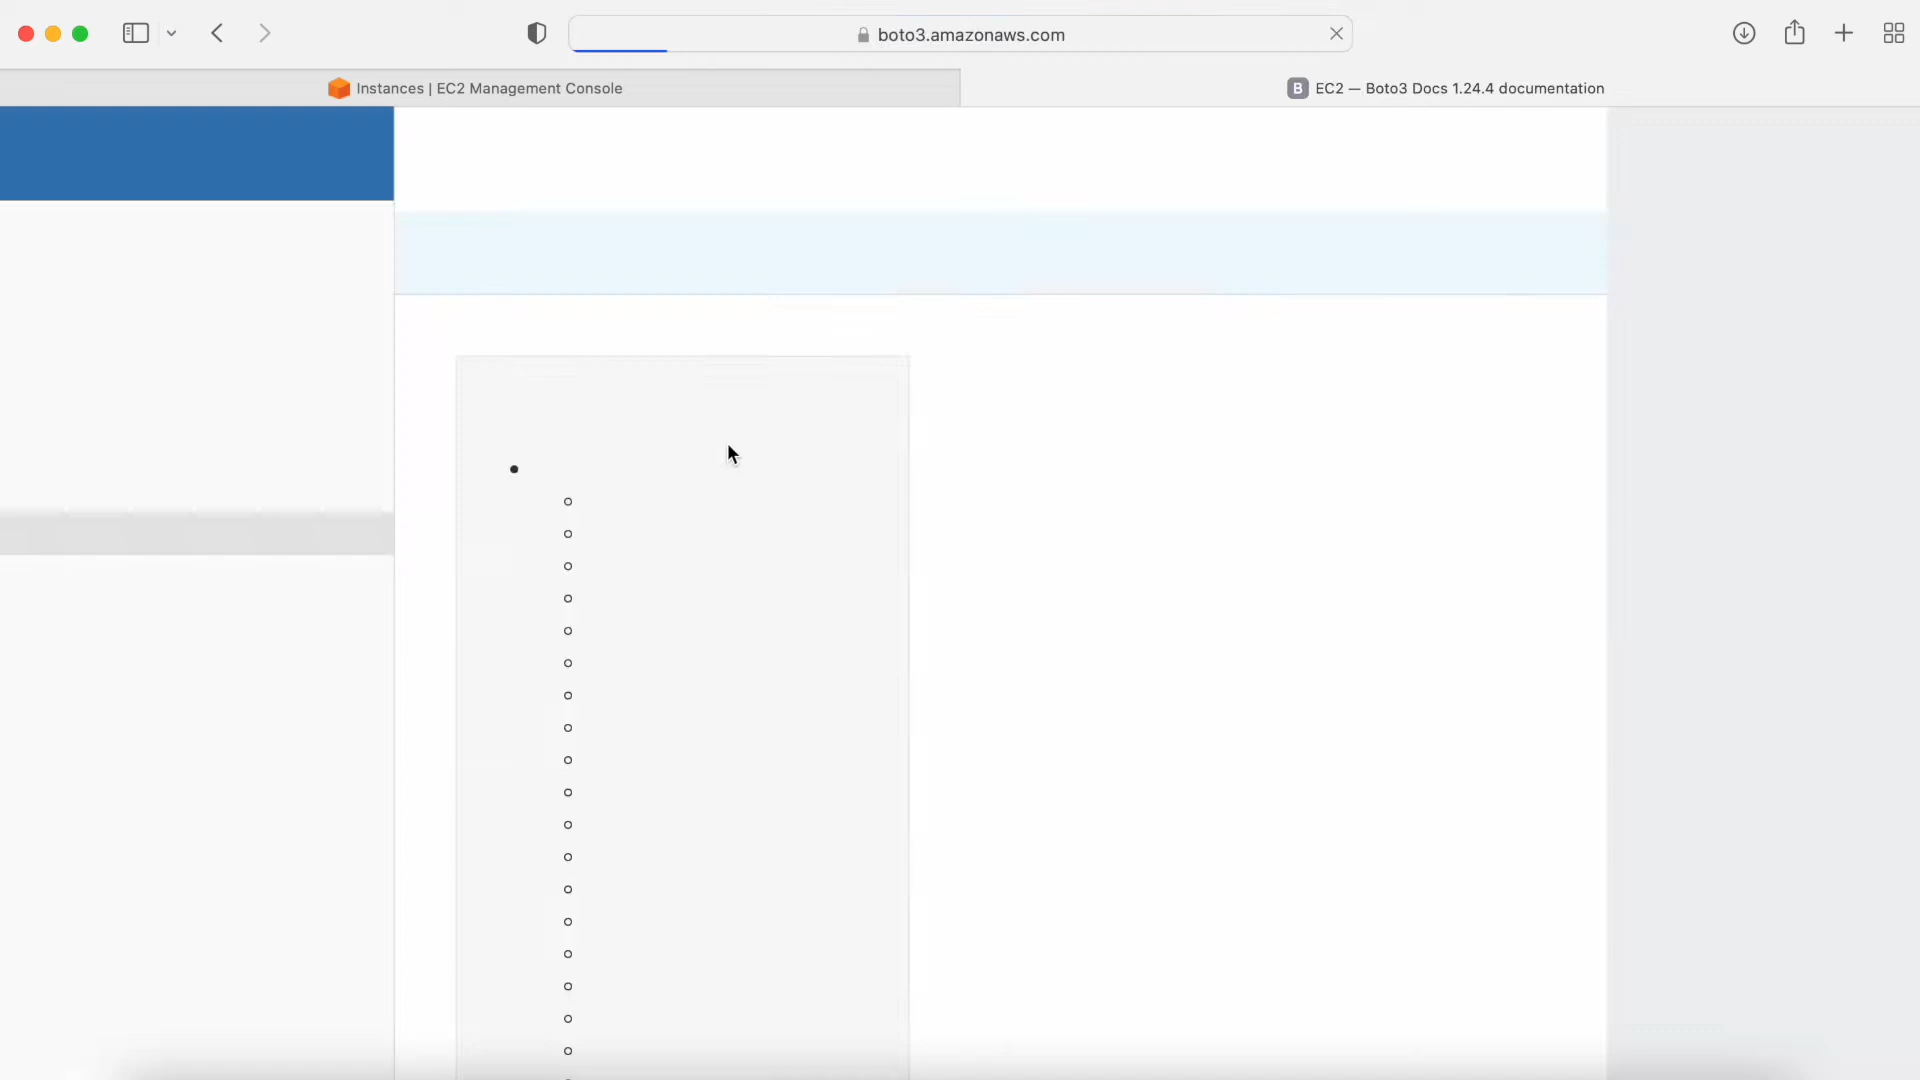 boto3.amazonaws.com
Instances | EC2 Management Console
B EC2 — Boto3 Docs 1.24.4 documentation